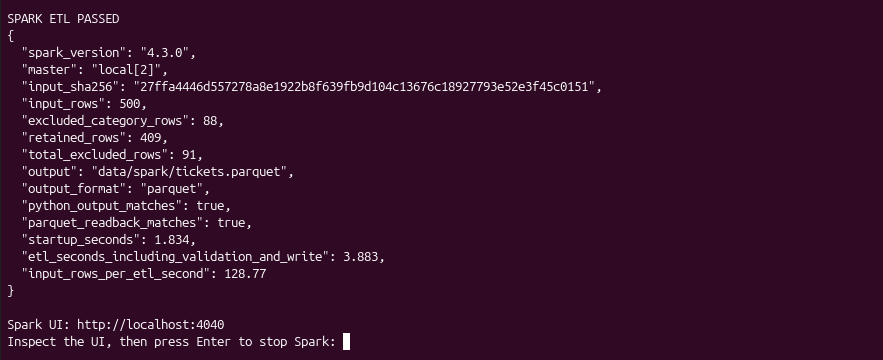 SPARK ETL PASSED
{
  "spark_version": "4.3.0",
  "master": "local[2]",
  "input_sha256": "27ffa4446d557278a8e1922b8f639fb9d104c13676c18927793e52e3f45c0151",
  "input_rows": 500,
  "excluded_category_rows": 88,
  "retained_rows": 409,
  "total_excluded_rows": 91,
  "output": "data/spark/tickets.parquet",
  "output_format": "parquet",
  "python_output_matches": true,
  "parquet_readback_matches": true,
  "startup_seconds": 1.834,
  "etl_seconds_including_validation_and_write": 3.883,
  "input_rows_per_etl_second": 128.77
}
Spark UI: http://localhost:4040
Inspect the UI, then press Enter to stop Spark: